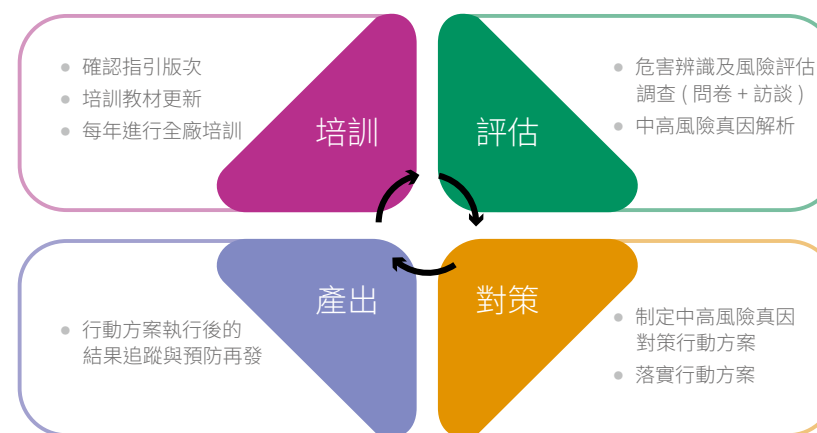 確認指引版次
培訓教材更新
每年進行全廠培訓
培訓
評估
危害辨識及風險評估
調查 ( 問卷 + 訪談 )
中高風險真因解析
行動方案執行後的
結果追蹤與預防再發
產出
對策
制定中高風險真因
對策行動方案
落實行動方案